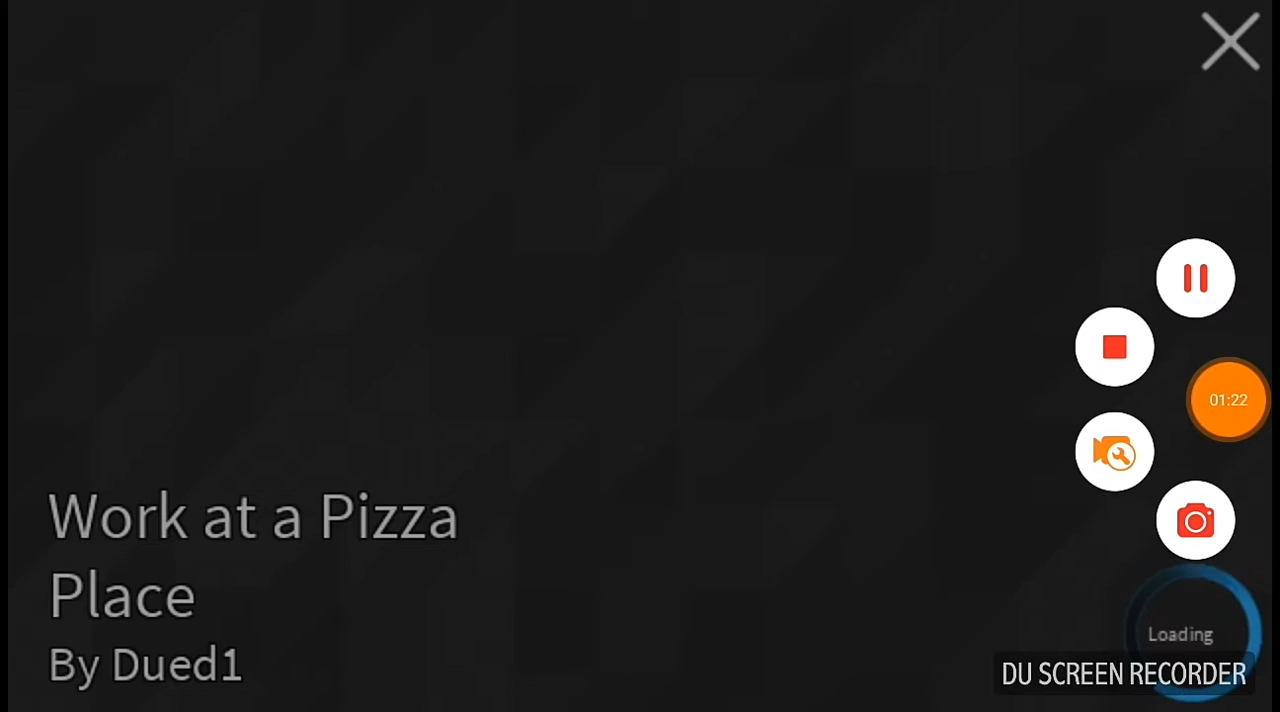 01:22
Work at a Pizza
Place
By Dued1
Loading
DU SCREEN RECORDER